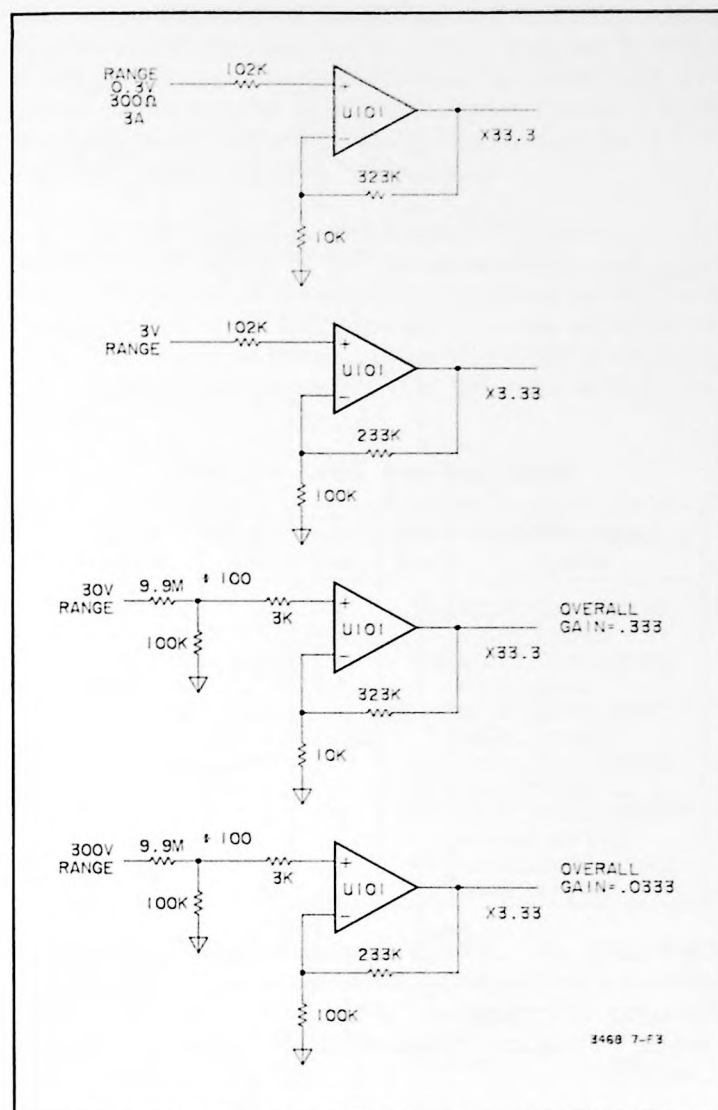 RANGE
0.3V
300Ω
3A
102K
+
U101
−
X33.3
323K
10K
3V
RANGE
102K
+
U101
−
X3.33
233K
100K
30V
RANGE
9.9M
÷ 100
100K
3K
+
U101
−
X33.3
OVERALL
GAIN=.333
323K
10K
300V
RANGE
9.9M
÷ 100
100K
3K
+
U101
−
X3.33
OVERALL
GAIN=.0333
233K
100K
3468 7-F3